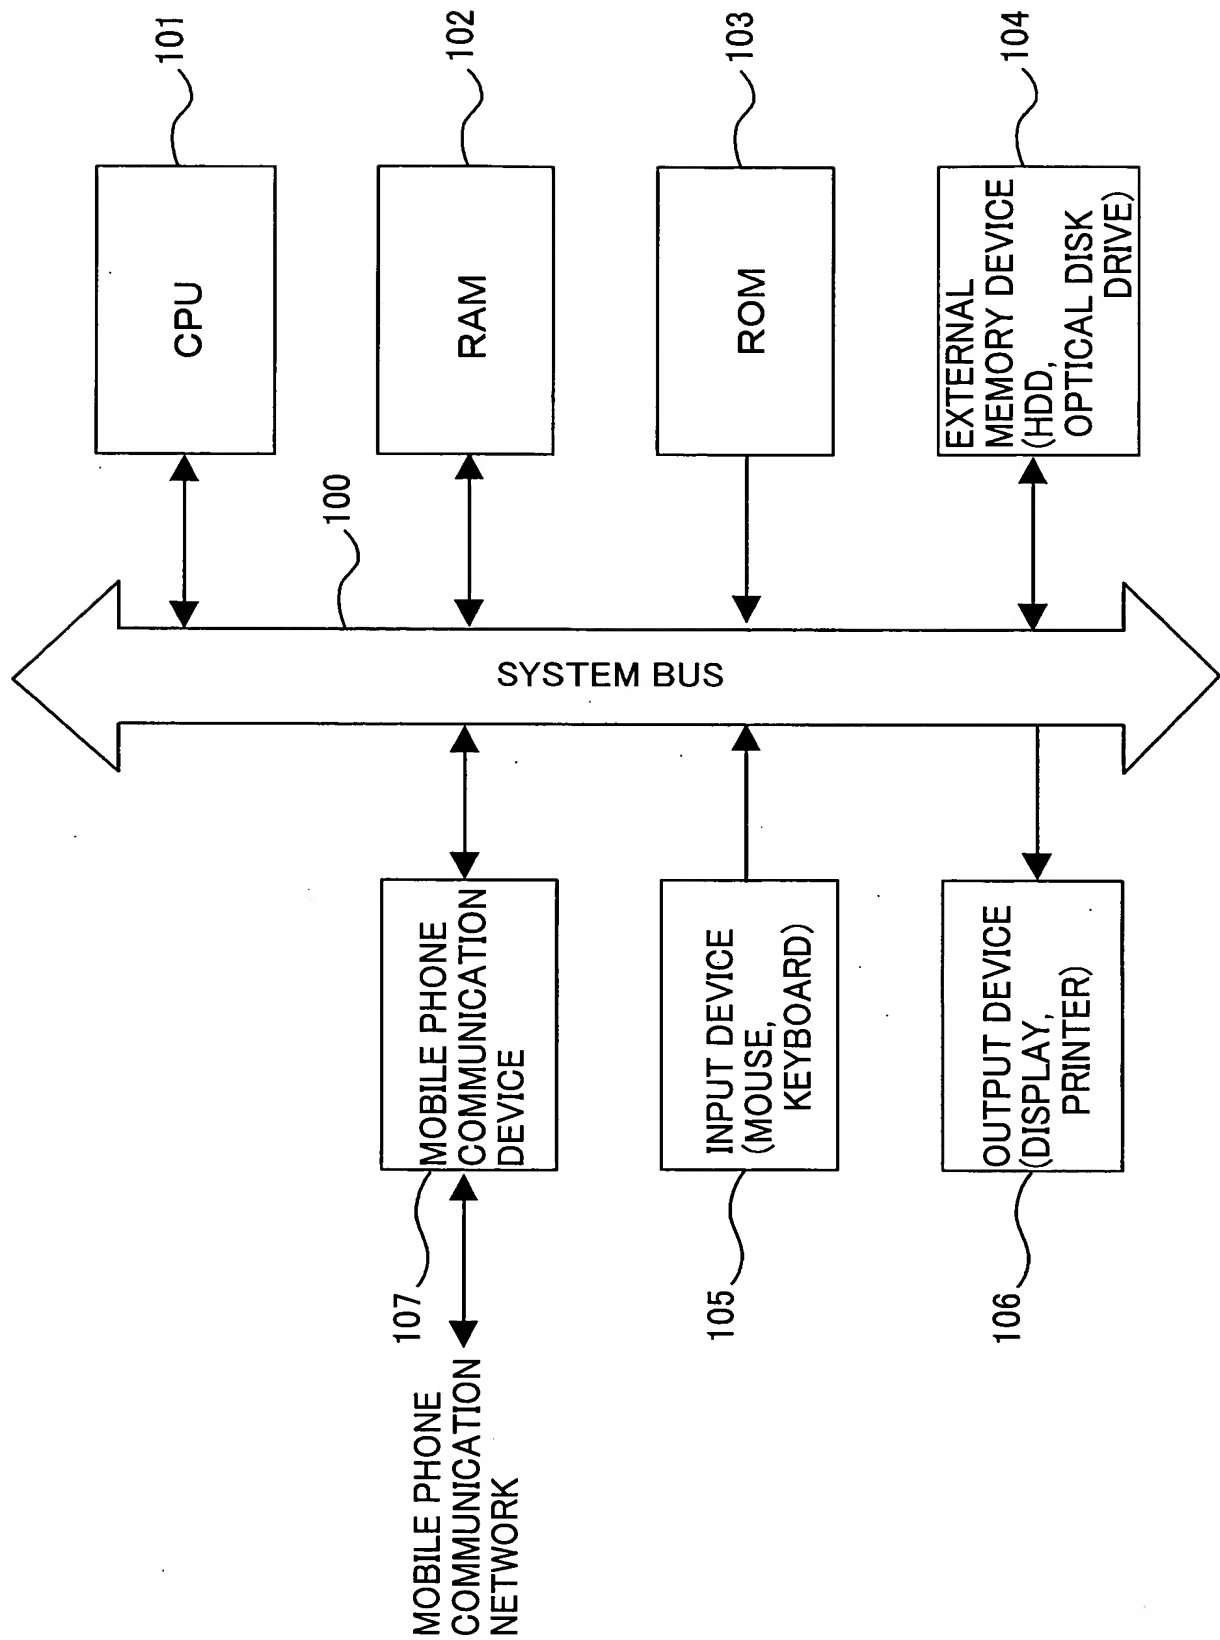 101
102
103
104
CPU
RAM
ROM
EXTERNAL
MEMORY DEVICE
(HDD,
OPTICAL DISK
DRIVE)
100
SYSTEM BUS
MOBILE PHONE
COMMUNICATION
DEVICE
INPUT DEVICE
(MOUSE,
KEYBOARD)
OUTPUT DEVICE
(DISPLAY,
PRINTER)
107
105
106
MOBILE PHONE
COMMUNICATION
NETWORK